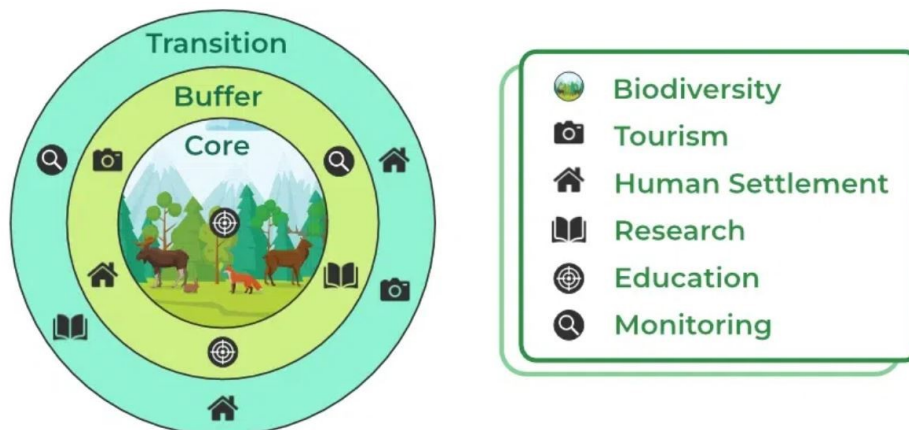 Transition
Buffer
Core
Biodiversity
Tourism
Human Settlement
Research
Education
Monitoring